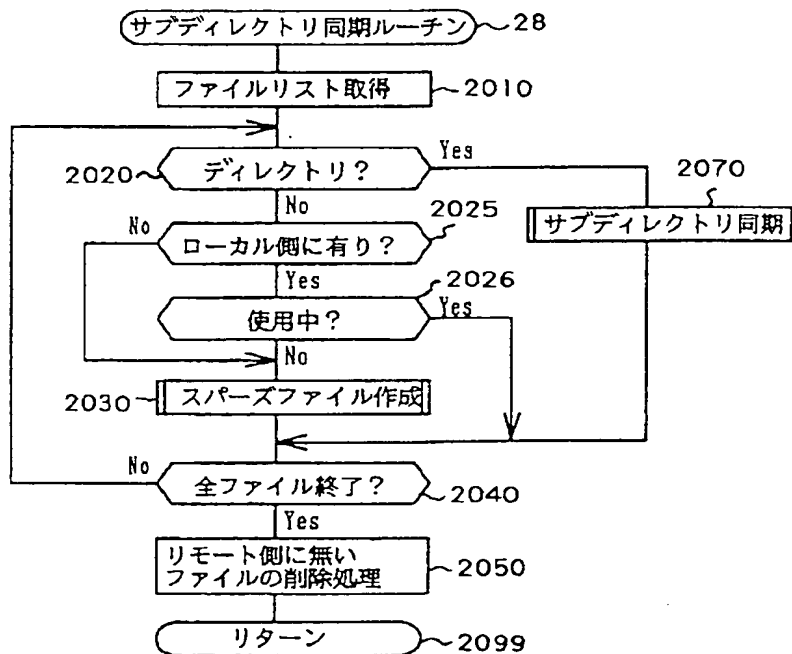 サブディレクトリ同期ルーチン 28
ファイルリスト取得 2010
ディレクトリ? Yes
2020
No
2070
サブディレクトリ同期
No ローカル側に有り? 2025
Yes
2026
使用中? Yes
No
2030 スパーズファイル作成
No
全ファイル終了? 2040
Yes
リモート側に無い
ファイルの削除処理 2050
リターン 2099